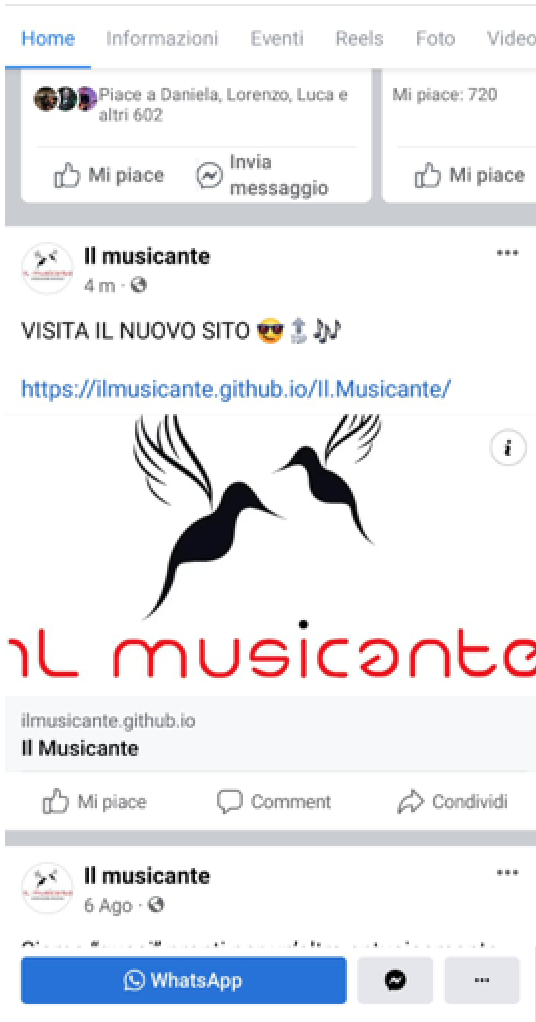 Home Informazioni Eventi Reels Foto Video
Piace a Daniela, Lorenzo, Luca e
altri 602
Mi piace: 720
Mi piace
Invia
messaggio
Mi piace
Il musicante
4 m
VISITA IL NUOVO SITO 😎 🎶
https://ilmusicante.github.io/Il.Musicante/
iL musicante
ilmusicante.github.io
Il Musicante
Mi piace Comment Condividi
Il musicante
6 Ago
WhatsApp